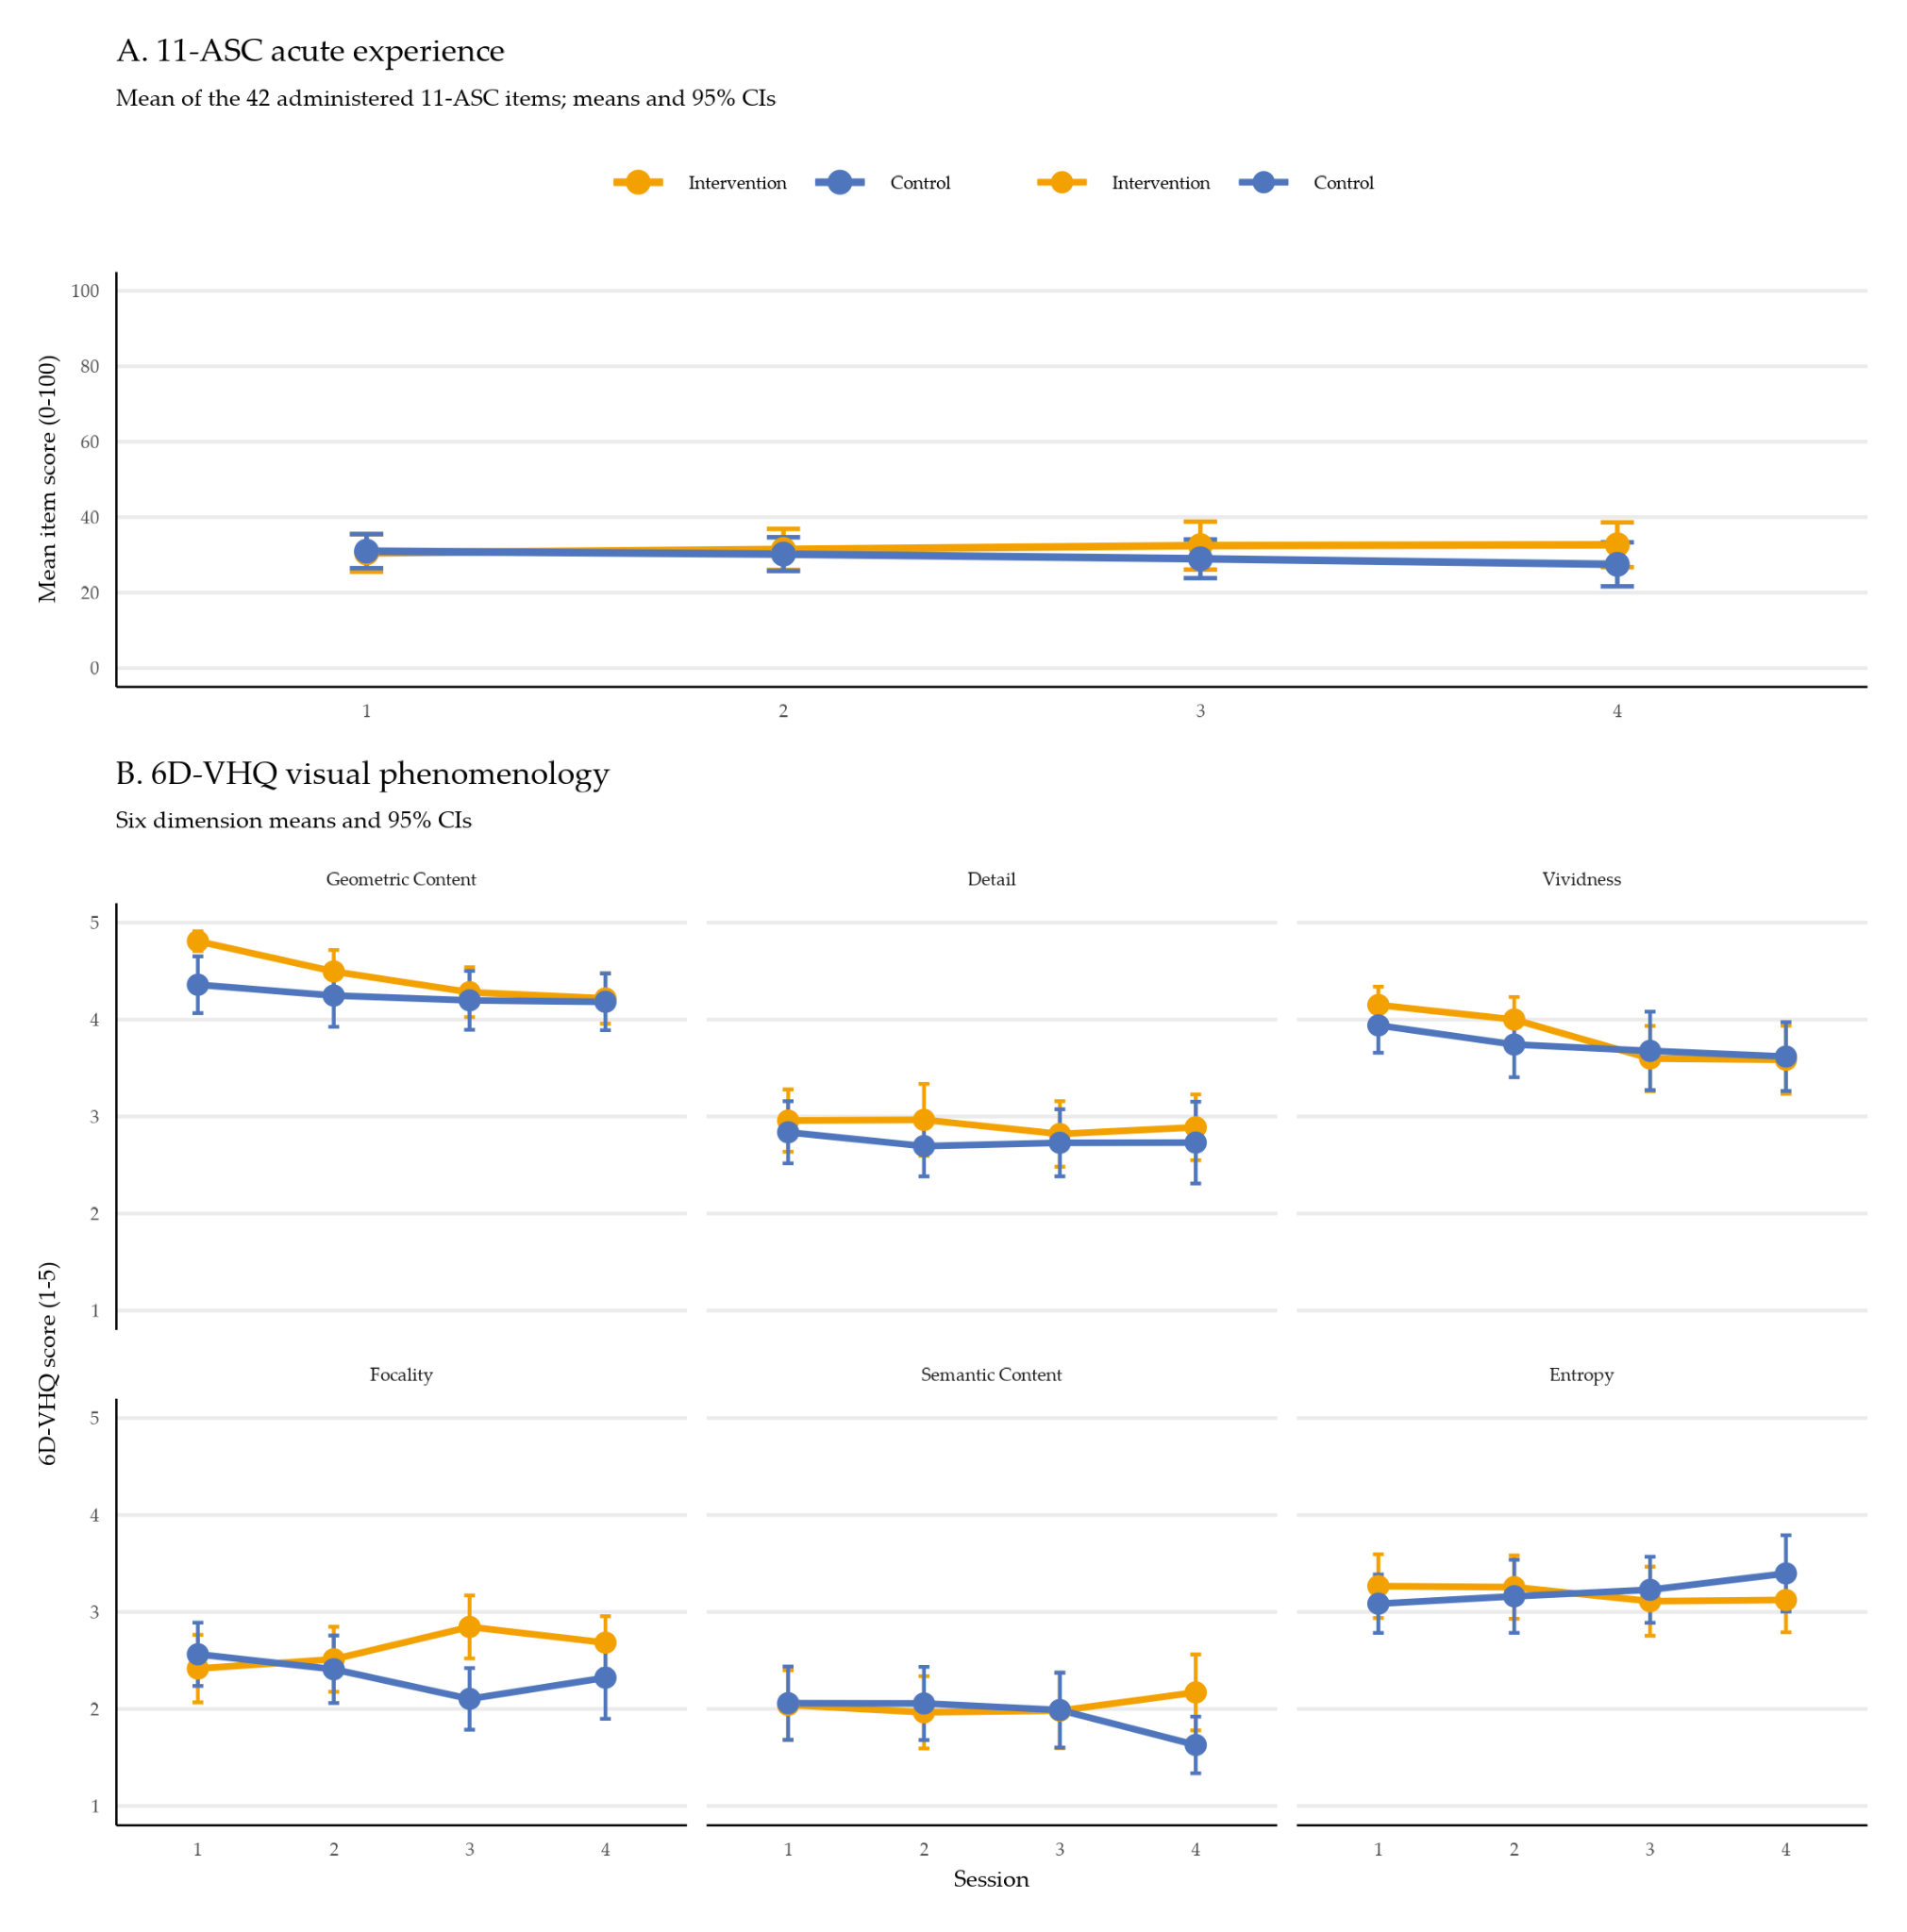 A. 11-ASC acute experience
Mean of the 42 administered 11-ASC items; means and 95% CIs
Intervention Control Intervention Control
Mean item score (0-100)
100
80
60
40
20
0
1 2 3 4
B. 6D-VHQ visual phenomenology
Six dimension means and 95% CIs
6D-VHQ score (1-5)
Geometric Content Detail Vividness
5
4
3
2
1
Focality Semantic Content Entropy
5
4
3
2
1
1 2 3 4 1 2 3 4 1 2 3 4
Session